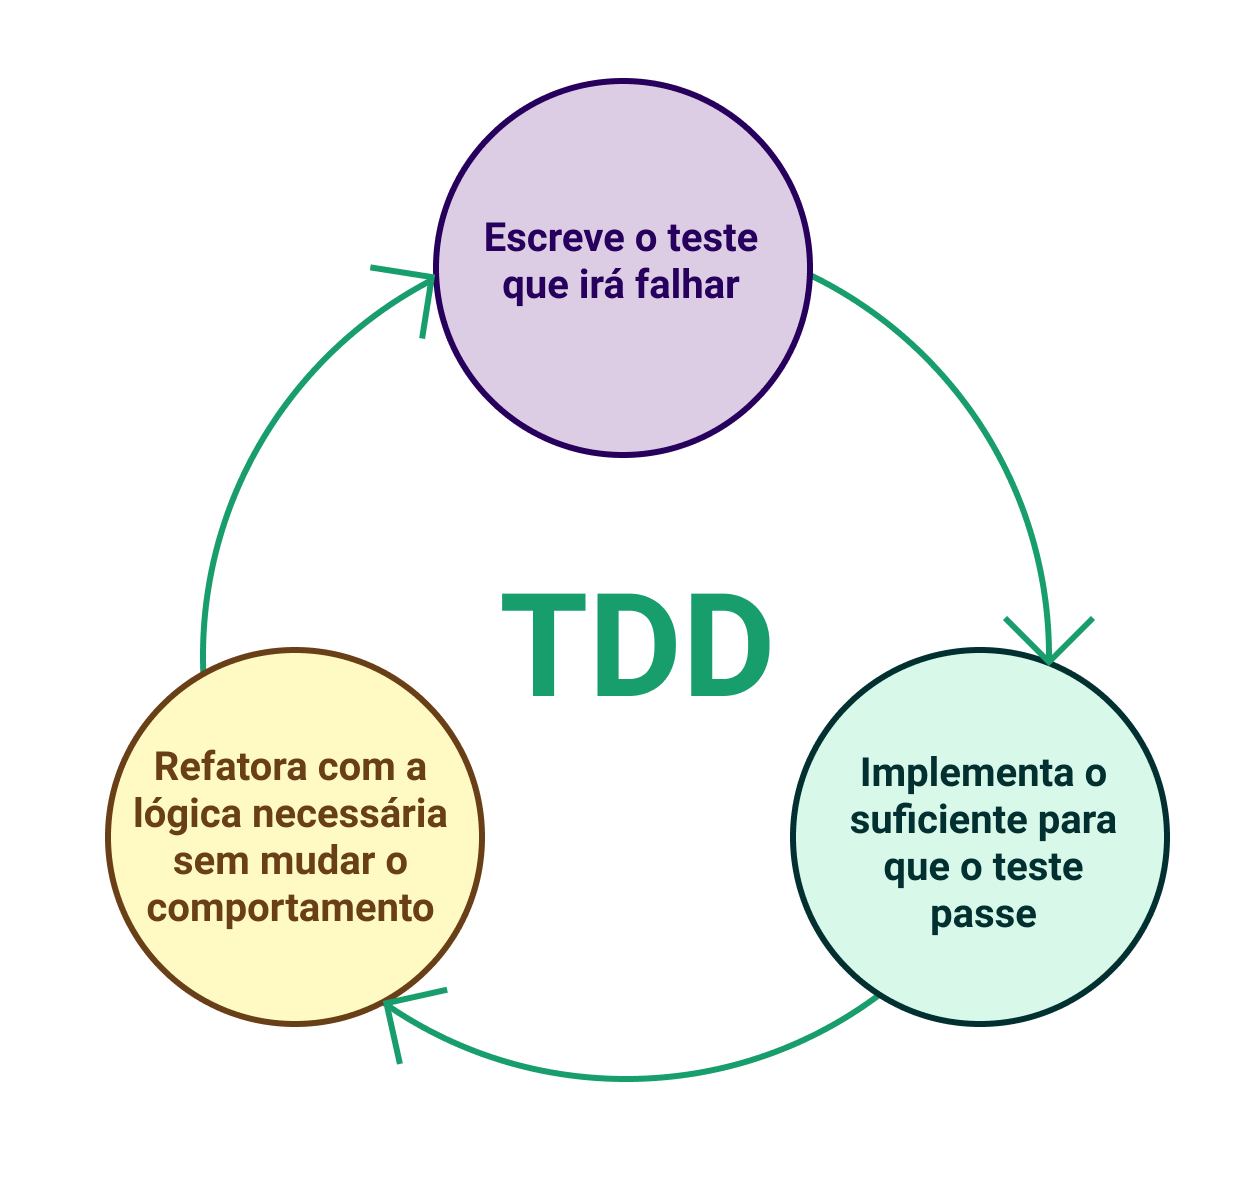 Escreve o teste
que irá falhar
TDD
Implementa o
suficiente para
que o teste
passe
Refatora com a
lógica necessária
sem mudar o
comportamento